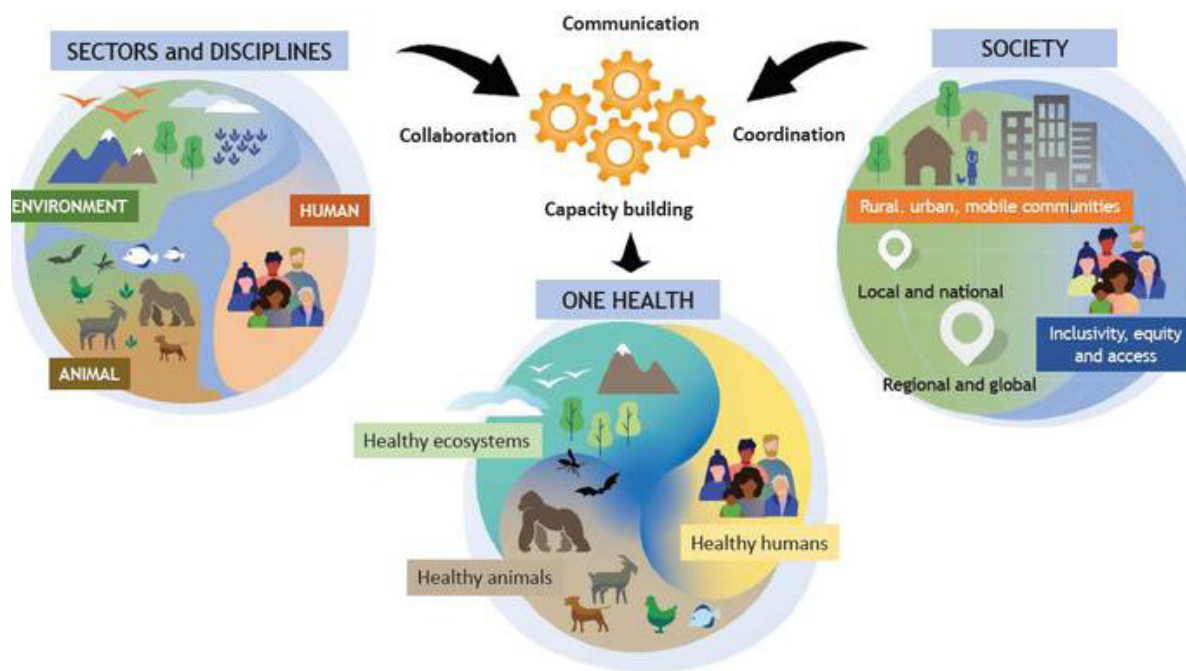 SECTORS and DISCIPLINES
ENVIRONMENT
HUMAN
ANIMAL
Communication
Collaboration
Coordination
Capacity building
SOCIETY
Rural, urban, mobile communities
Local and national
Regional and global
Inclusivity, equity
and access
ONE HEALTH
Healthy ecosystems
Healthy humans
Healthy animals